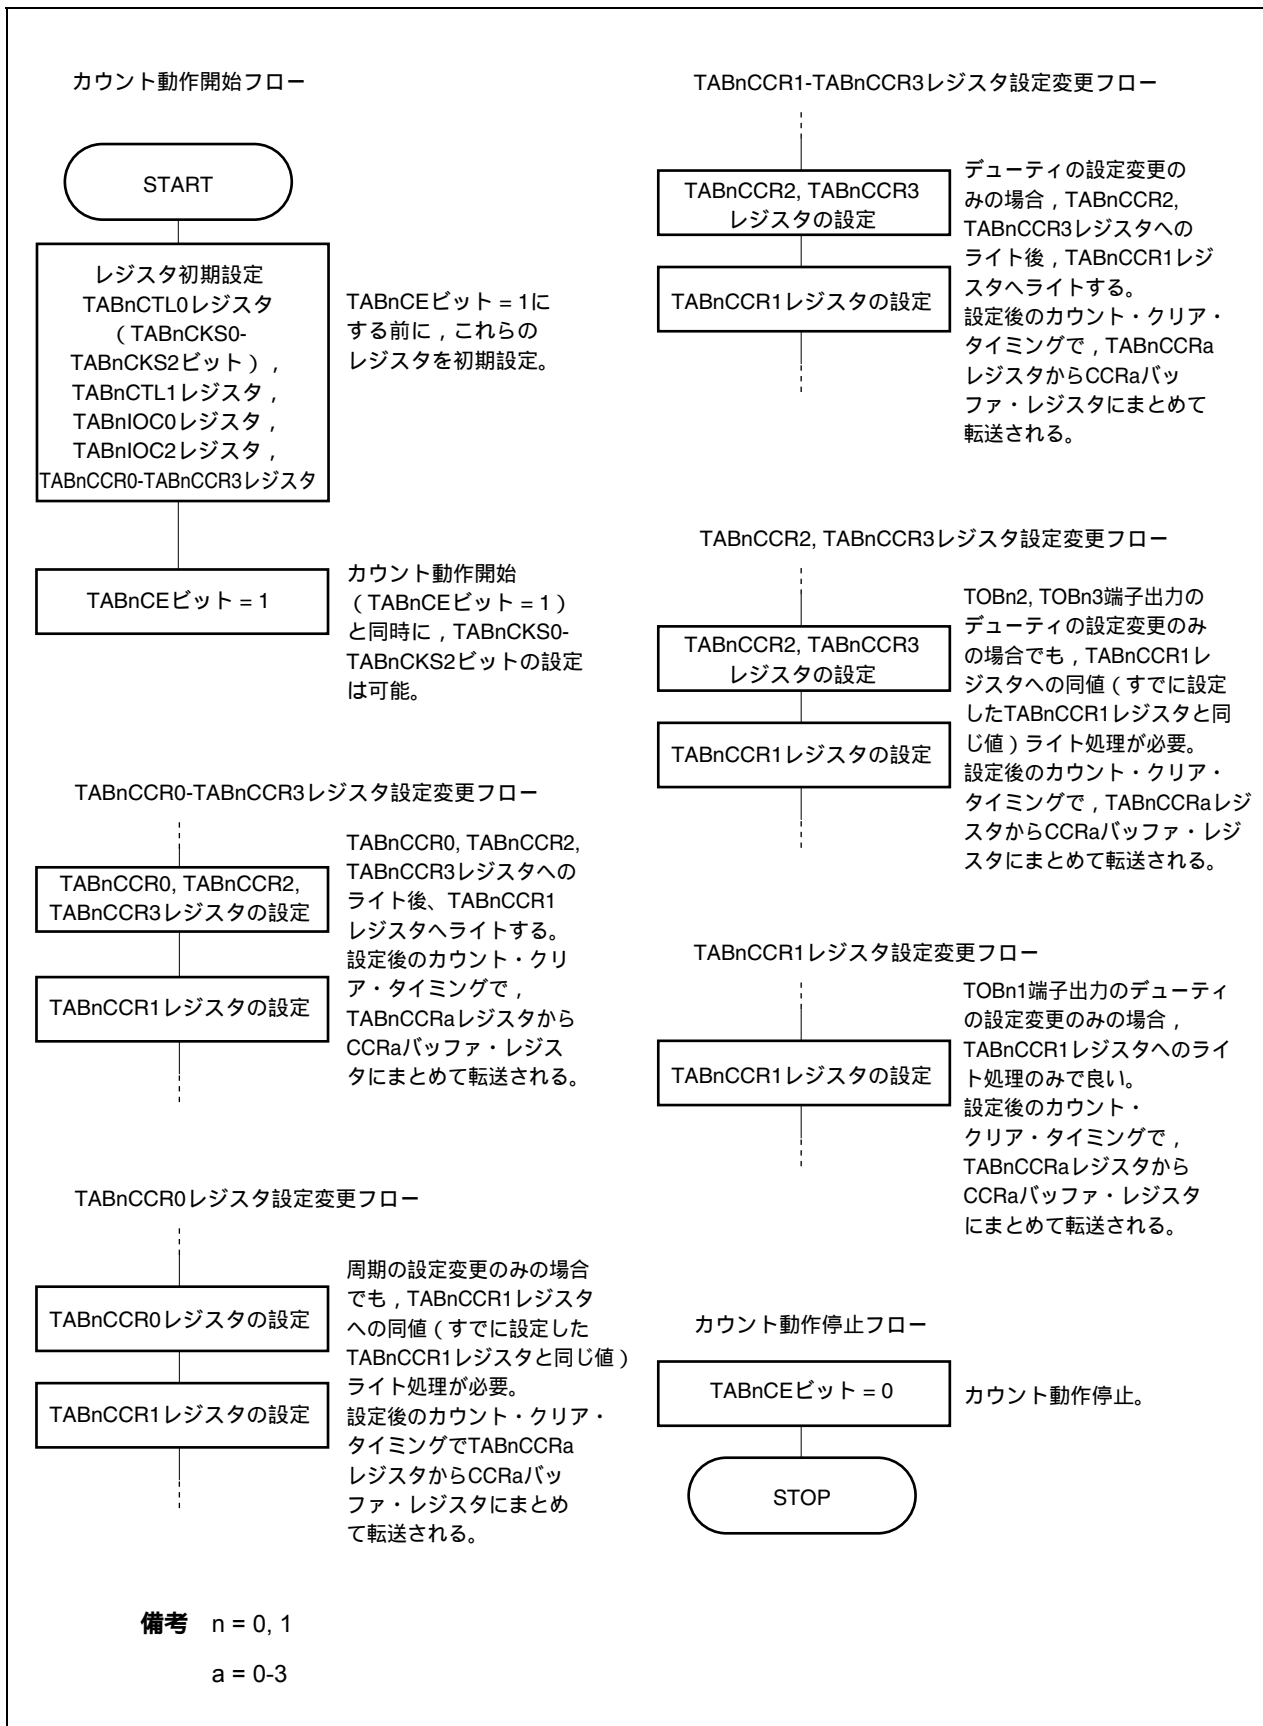 カウント動作開始フロー
START
レジスタ初期設定
TABnCTL0レジスタ
（TABnCKS0-
TABnCKS2ビット），
TABnCTL1レジスタ，
TABnIOC0レジスタ，
TABnIOC2レジスタ，
TABnCCR0-TABnCCR3レジスタ
TABnCEビット = 1に
する前に，これらの
レジスタを初期設定。
TABnCEビット = 1
カウント動作開始
（TABnCEビット = 1）
と同時に，TABnCKS0-
TABnCKS2ビットの設定
は可能。
TABnCCR0-TABnCCR3レジスタ設定変更フロー
TABnCCR0, TABnCCR2,
TABnCCR3レジスタの設定
TABnCCR1レジスタの設定
TABnCCR0, TABnCCR2,
TABnCCR3レジスタへの
ライト後、TABnCCR1
レジスタへライトする。
設定後のカウント・クリ
ア・タイミングで，
TABnCCRaレジスタから
CCRaバッファ・レジス
タにまとめて転送される。
TABnCCR0レジスタ設定変更フロー
TABnCCR0レジスタの設定
TABnCCR1レジスタの設定
周期の設定変更のみの場合
でも，TABnCCR1レジスタ
への同値（すでに設定した
TABnCCR1レジスタと同じ値）
ライト処理が必要。
設定後のカウント・クリア・
タイミングでTABnCCRa
レジスタからCCRaバッ
ファ・レジスタにまとめ
て転送される。
TABnCCR1-TABnCCR3レジスタ設定変更フロー
TABnCCR2, TABnCCR3
レジスタの設定
TABnCCR1レジスタの設定
デューティの設定変更の
みの場合，TABnCCR2,
TABnCCR3レジスタへの
ライト後，TABnCCR1レジ
スタへライトする。
設定後のカウント・クリア・
タイミングで，TABnCCRa
レジスタからCCRaバッ
ファ・レジスタにまとめて
転送される。
TABnCCR2, TABnCCR3レジスタ設定変更フロー
TABnCCR2, TABnCCR3
レジスタの設定
TABnCCR1レジスタの設定
TOBn2, TOBn3端子出力の
デューティの設定変更のみ
の場合でも，TABnCCR1レ
ジスタへの同値（すでに設定
したTABnCCR1レジスタと同
じ値）ライト処理が必要。
設定後のカウント・クリア・
タイミングで，TABnCCRaレジ
スタからCCRaバッファ・レジ
スタにまとめて転送される。
TABnCCR1レジスタ設定変更フロー
TABnCCR1レジスタの設定
TOBn1端子出力のデューティ
の設定変更のみの場合，
TABnCCR1レジスタへのライ
ト処理のみで良い。
設定後のカウント・
クリア・タイミングで，
TABnCCRaレジスタから
CCRaバッファ・レジスタ
にまとめて転送される。
カウント動作停止フロー
TABnCEビット = 0
カウント動作停止。
STOP
備考 n = 0, 1
a = 0-3